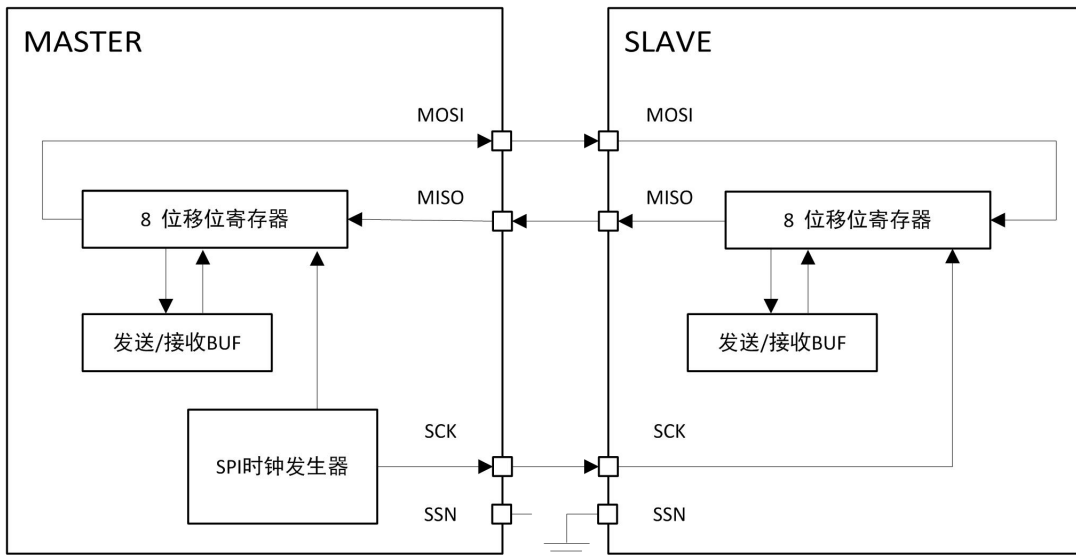 MASTER
MOSI
MISO
8 位移位寄存器
发送/接收BUF
SPI时钟发生器
SCK
SSN
SLAVE
MOSI
MISO
8 位移位寄存器
发送/接收BUF
SCK
SSN